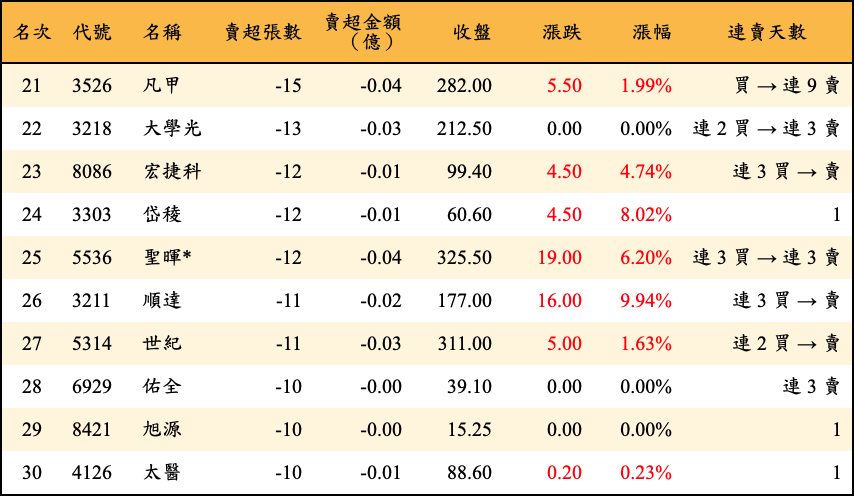 名次 代號 名稱 賣超張數 賣超金額（億） 收盤 漲跌 漲幅 連賣天數
21 3526 凡甲 -15 -0.04 282.00 5.50 1.99% 買 → 連 9 賣
22 3218 大學光 -13 -0.03 212.50 0.00 0.00% 連 2 買 → 連 3 賣
23 8086 宏捷科 -12 -0.01 99.40 4.50 4.74% 連 3 買 → 賣
24 3303 岱稜 -12 -0.01 60.60 4.50 8.02% 1
25 5536 聖暉* -12 -0.04 325.50 19.00 6.20% 連 3 買 → 連 3 賣
26 3211 順達 -11 -0.02 177.00 16.00 9.94% 連 3 買 → 賣
27 5314 世紀 -11 -0.03 311.00 5.00 1.63% 連 2 買 → 賣
28 6929 佑全 -10 -0.00 39.10 0.00 0.00% 連 3 賣
29 8421 旭源 -10 -0.00 15.25 0.00 0.00% 1
30 4126 太醫 -10 -0.01 88.60 0.20 0.23% 1